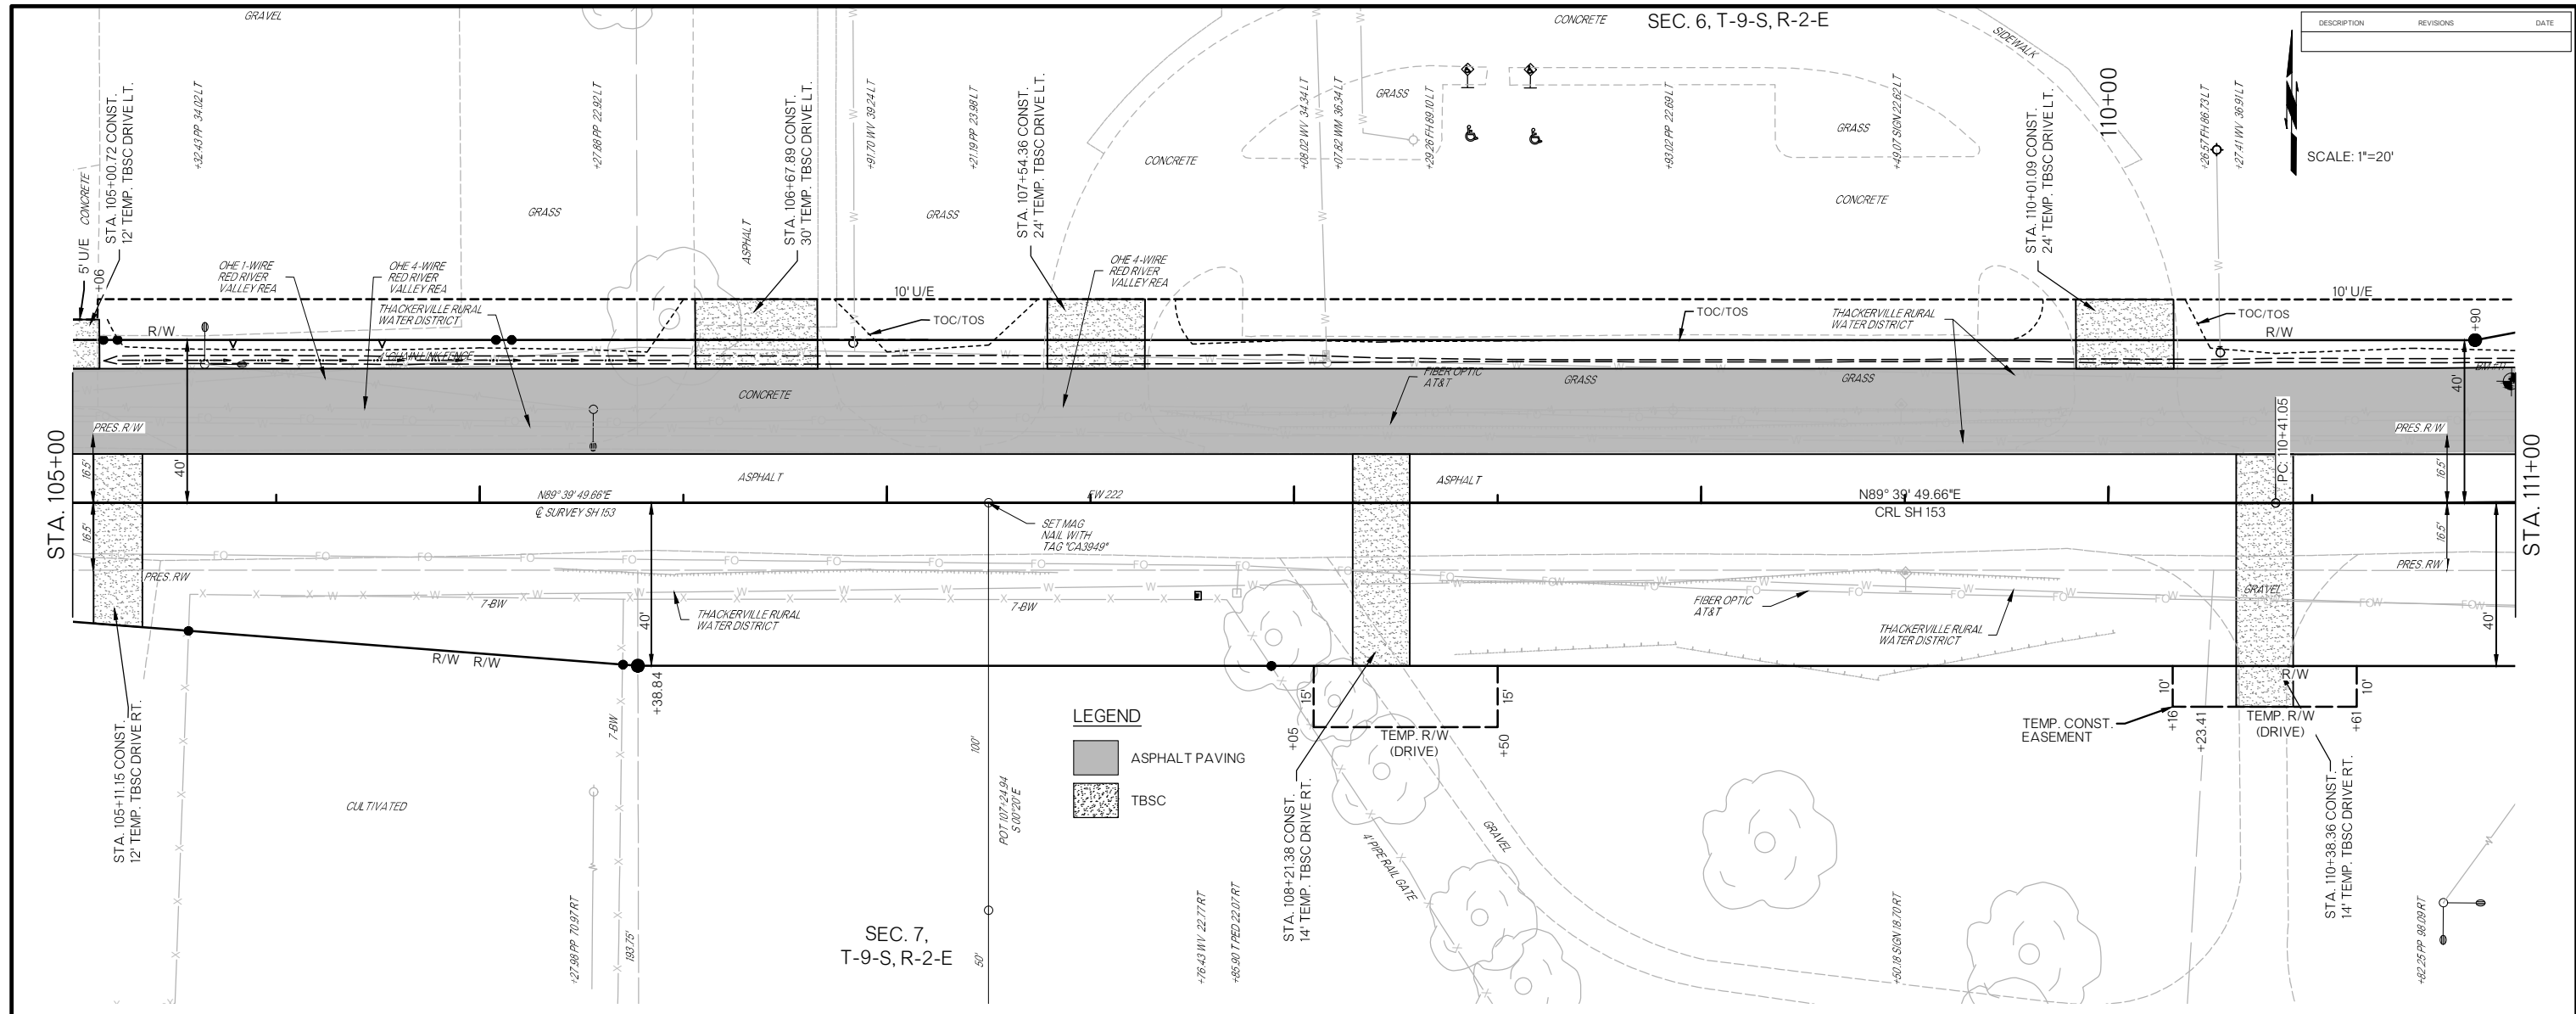 GRAVEL
CONCRETE
SEC. 6, T-9-S, R-2-E
SIDEWALK
DESCRIPTION REVISIONS DATE
SCALE: 1"=20'
5' U/E
CONCRETE
+06
STA. 105+00.72 CONST.
12' TEMP. TBSC DRIVE LT.
+32.43 PP 34.02 LT
+27.88 PP 22.92 LT
STA. 106+67.89 CONST.
30' TEMP. TBSC DRIVE LT.
+91.70 WV 39.24 LT
+21.19 PP 23.98 LT
STA. 107+54.36 CONST.
24' TEMP. TBSC DRIVE LT.
+08.02 WV 34.34 LT
+07.82 WM 36.34 LT
+29.26 FH 89.10 LT
+93.02 PP 22.69 LT
+49.07 SIGN 22.62 LT
STA. 110+01.09 CONST.
24' TEMP. TBSC DRIVE LT.
110+00
+26.57 FH 86.73 LT
+27.41 WV 36.91 LT
GRASS
GRASS
CONCRETE
GRASS
ASPHALT
GRASS
CONCRETE
OHE 1-WIRE
RED RIVER
VALLEY REA
OHE 4-WIRE
RED RIVER
VALLEY REA
THACKERVILLE RURAL
WATER DISTRICT
OHE 4-WIRE
RED RIVER
VALLEY REA
10' U/E
TOC/TOS
TOC/TOS
THACKERVILLE RURAL
WATER DISTRICT
10' U/E
TOC/TOS
R/W
R/W
+90
CHAIN LINK FENCE
CONCRETE
FIBER OPTIC
AT&T
GRASS
GRASS
STA. 105+00
PRES. R/W
16.5'
40'
16.5'
PRES. RW
ASPHALT
ASPHALT
N89° 39' 49.66"E
EW 222
℄ SURVEY SH 153
SET MAG
NAIL WITH
TAG "CA3949"
N89° 39' 49.66"E
CRL SH 153
PC: 110+41.05
40'
PRES. R/W
16.5'
16.5'
PRES. RW
40'
STA. 111+00
7-BW
THACKERVILLE RURAL
WATER DISTRICT
7-BW
FIBER OPTIC
AT&T
THACKERVILLE RURAL
WATER DISTRICT
GRAVEL
R/W R/W
40'
+38.84
7-BW
STA. 105+11.15 CONST.
12' TEMP. TBSC DRIVE RT.
CULTIVATED
+27.98 PP 70.97 RT
193.75'
100'
POT 107+24.94
S 00°20' E
50'
SEC. 7,
T-9-S, R-2-E
LEGEND
ASPHALT PAVING
TBSC
+76.43 WV 22.77 RT
+85.90 T PED 22.07 RT
15'
+05
15'
+50
TEMP. R/W
(DRIVE)
STA. 108+21.38 CONST.
14' TEMP. TBSC DRIVE RT.
4' PIPE RAIL GATE
GRAVEL
+50.18 SIGN 18.70 RT
TEMP. CONST.
EASEMENT
10'
+16
+23.41
R/W
TEMP. R/W
(DRIVE)
10'
+61
STA. 110+38.36 CONST.
14' TEMP. TBSC DRIVE RT.
+82.25 PP 98.09 RT